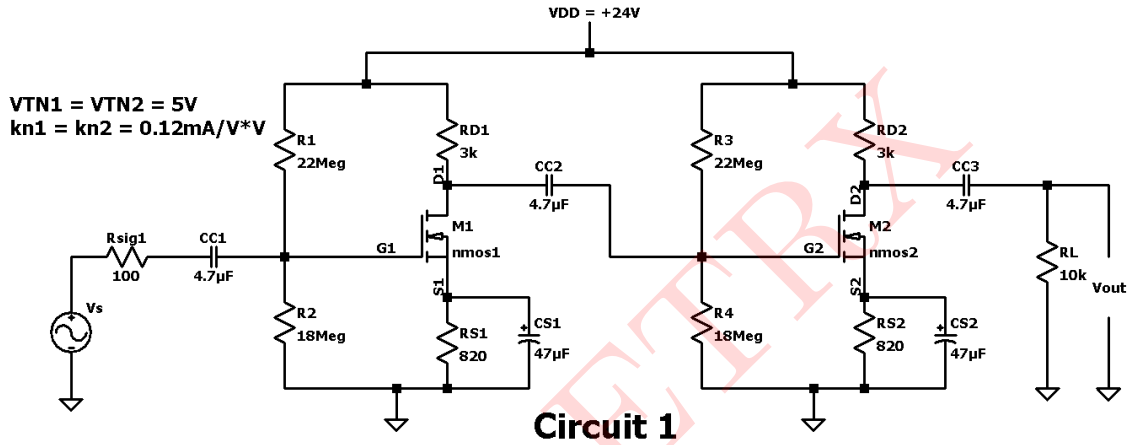 VDD = +24V
VTN1 = VTN2 = 5V
kn1 = kn2 = 0.12mA/V*V
R1
22Meg
RD1
3k
D1
CC2
4.7µF
R3
22Meg
RD2
3k
D2
CC3
4.7µF
Rsig1
100
CC1
4.7µF
G1
M1
nmos1
S1
G2
M2
nmos2
S2
RL
10k
Vout
Vs
R2
18Meg
RS1
820
CS1
47µF
R4
18Meg
RS2
820
CS2
47µF
Circuit 1
ETRX